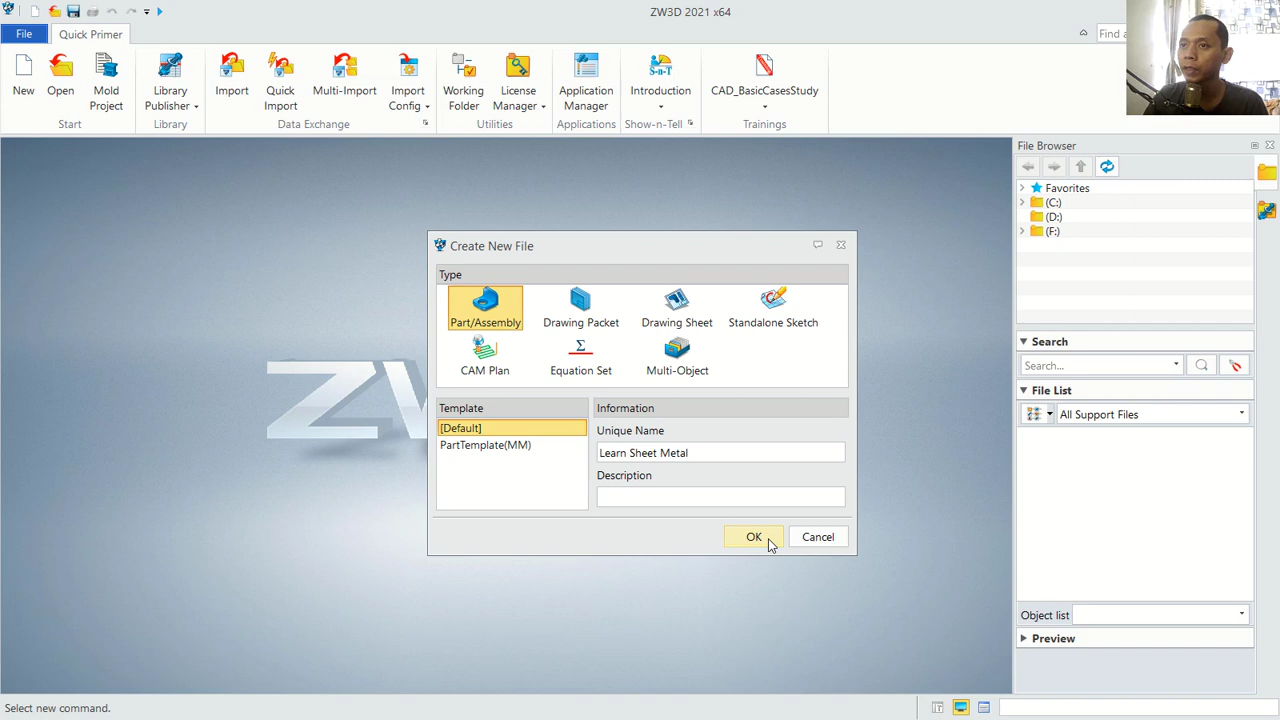 ZW3D 2021 x64
File
Quick Primer
Find a
New
Open
Mold
Project
Library
Publisher
Import
Quick
Import
Multi-Import
Import
Config
Working
Folder
License
Manager
Application
Manager
S-n-T
Introduction
CAD_BasicCasesStudy
Start
Library
Data Exchange
Utilities
Applications
Show-n-Tell
Trainings
File Browser
Favorites
(C:)
(D:)
(F:)
Create New File
Type
Part/Assembly
Drawing Packet
Drawing Sheet
Standalone Sketch
CAM Plan
Equation Set
Multi-Object
Template
[Default]
PartTemplate(MM)
Information
Unique Name
Learn Sheet Metal
Description
OK
Cancel
Search
Search...
File List
All Support Files
Object list
Preview
ZW
Select new command.